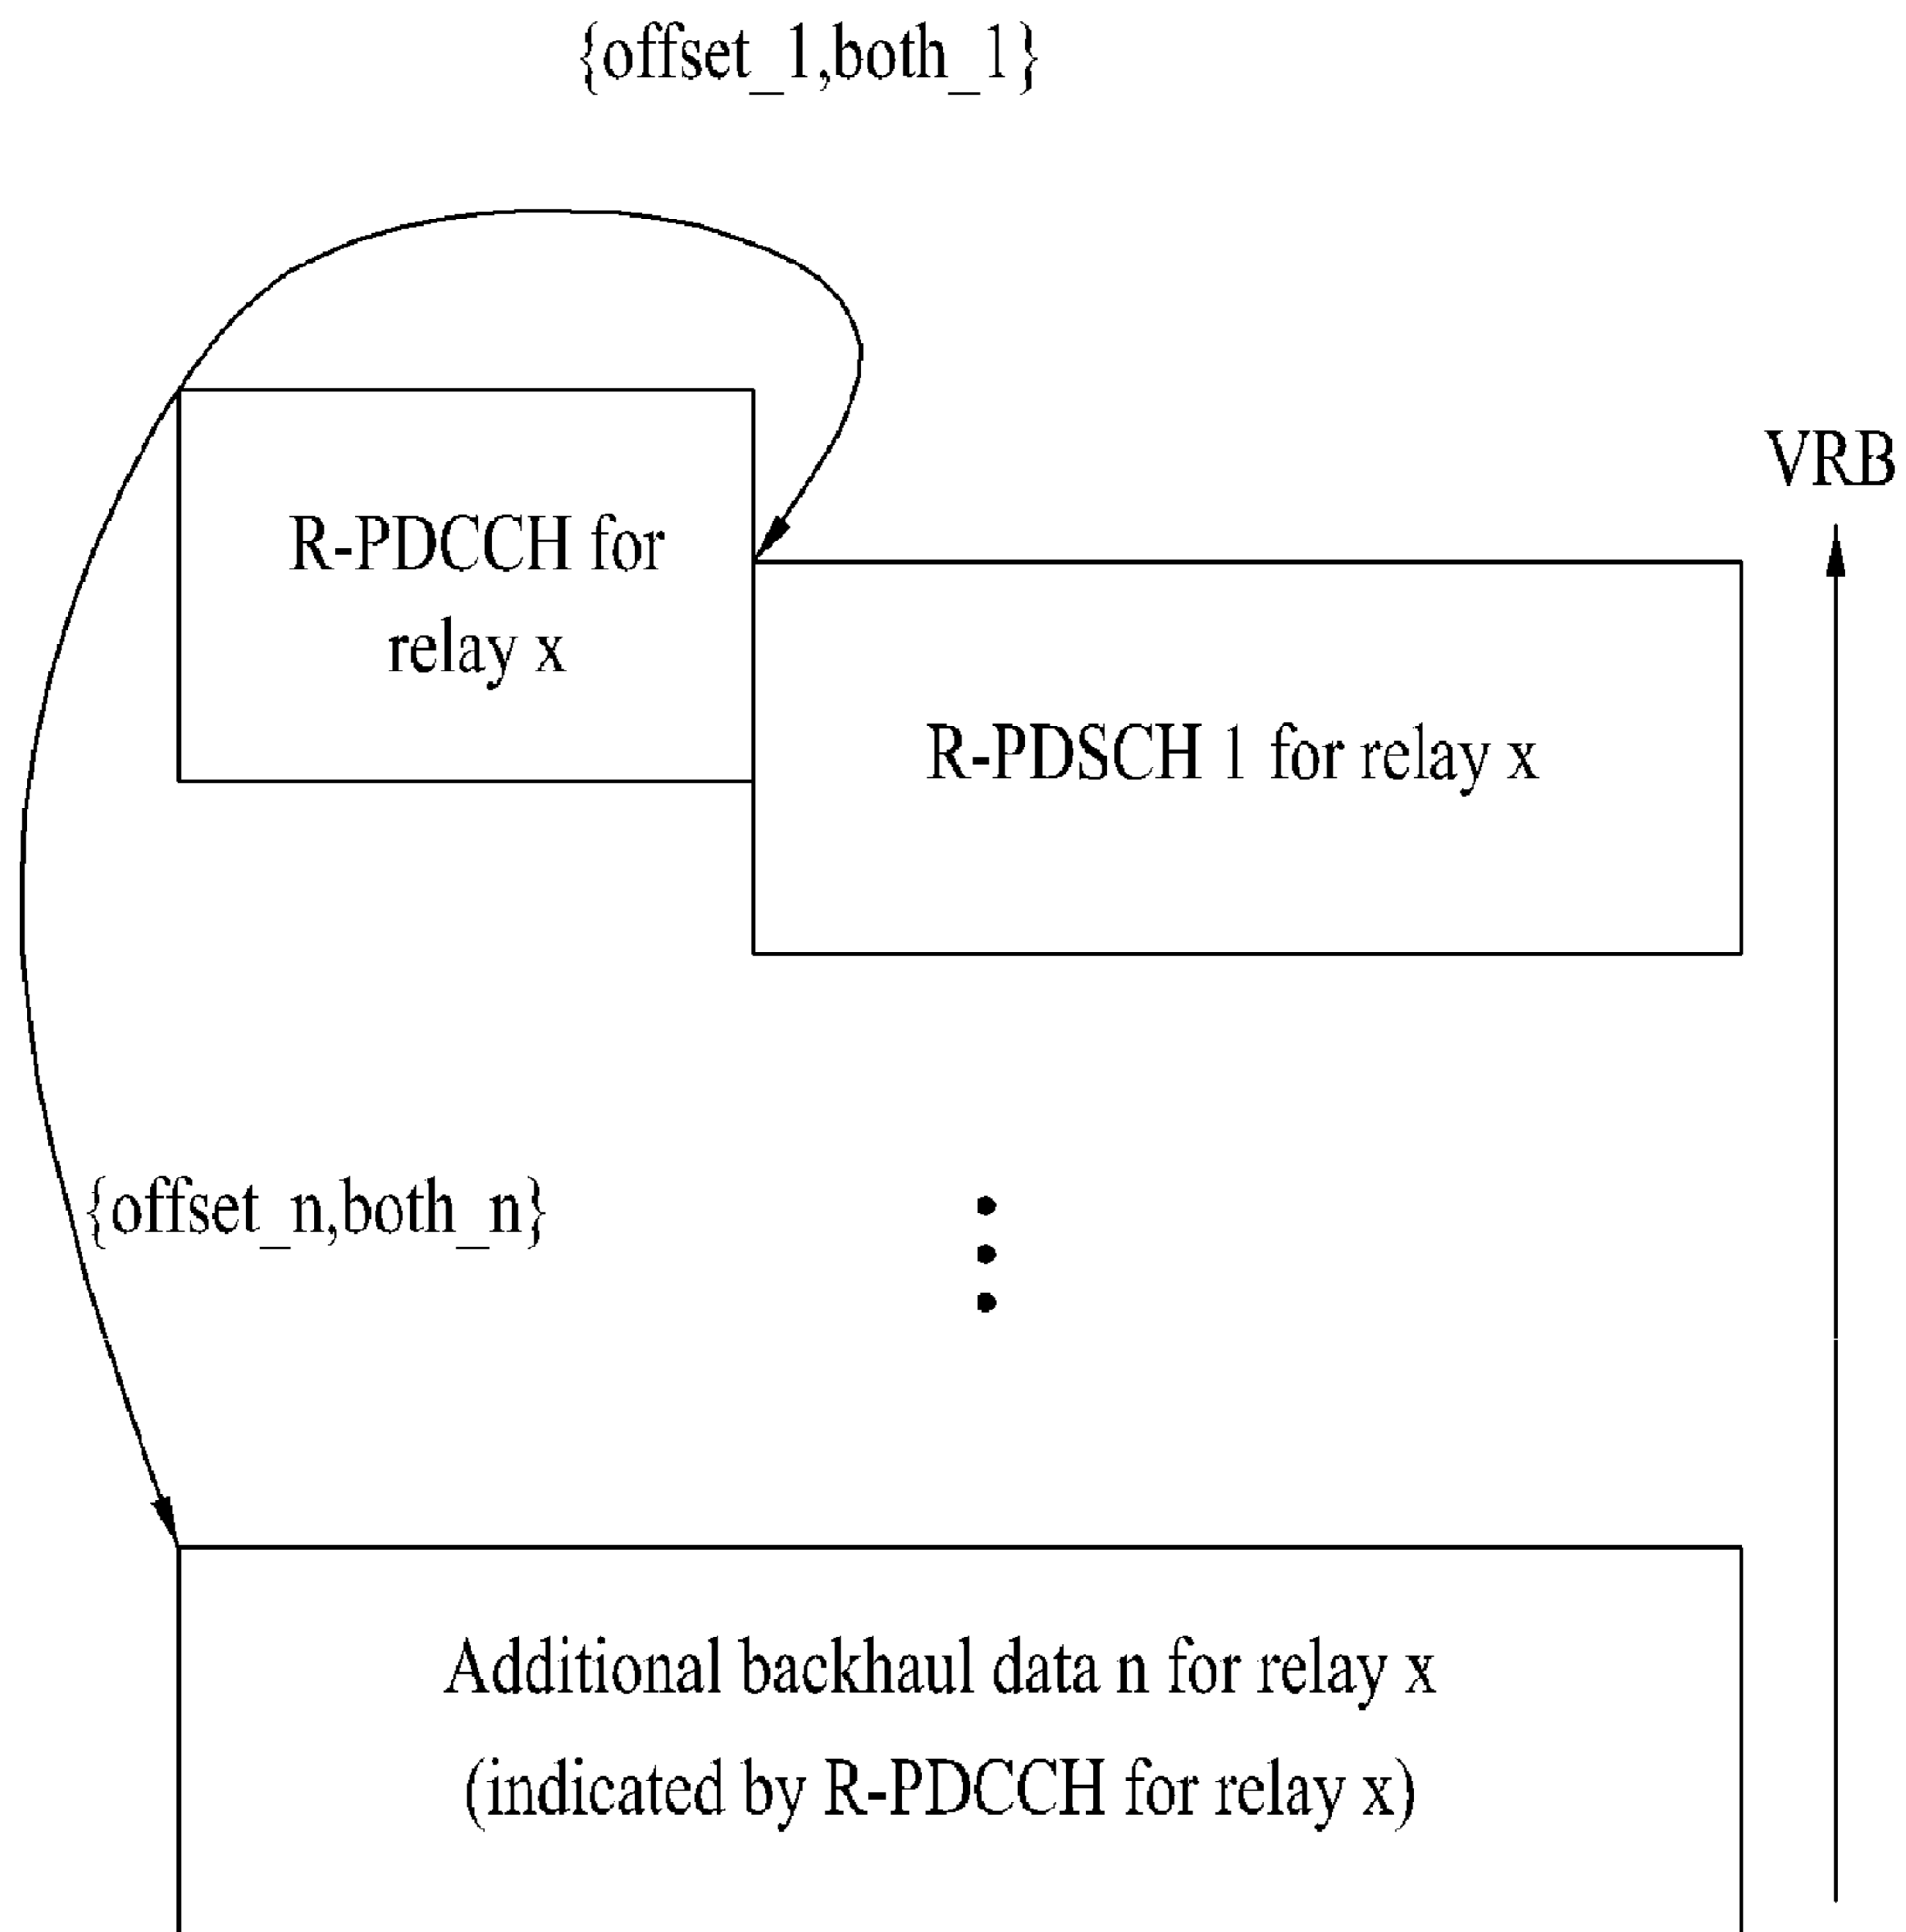 {offset_1,both_1}
VRB
R-PDCCH for
relay x
R-PDSCH 1 for relay x
{offset_n,both_n}
Additional backhaul data n for relay x
(indicated by R-PDCCH for relay x)